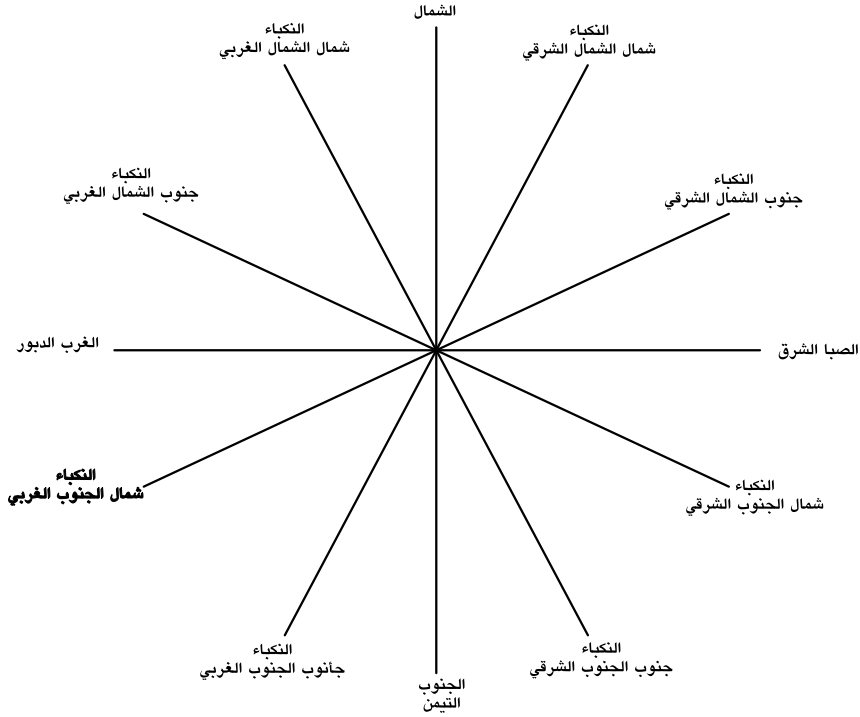 الشمال
النكباء
شمال الشمال الشرقي
النكباء
شمال الشمال الغربي
النكباء
جنوب الشمال الشرقي
النكباء
جنوب الشمال الغربي
الصبا الشرق
الغرب الدبور
النكباء
شمال الجنوب الشرقي
النكباء
شمال الجنوب الغربي
النكباء
جنوب الجنوب الشرقي
النكباء
جأنوب الجنوب الغربي
الجنوب
التيمن